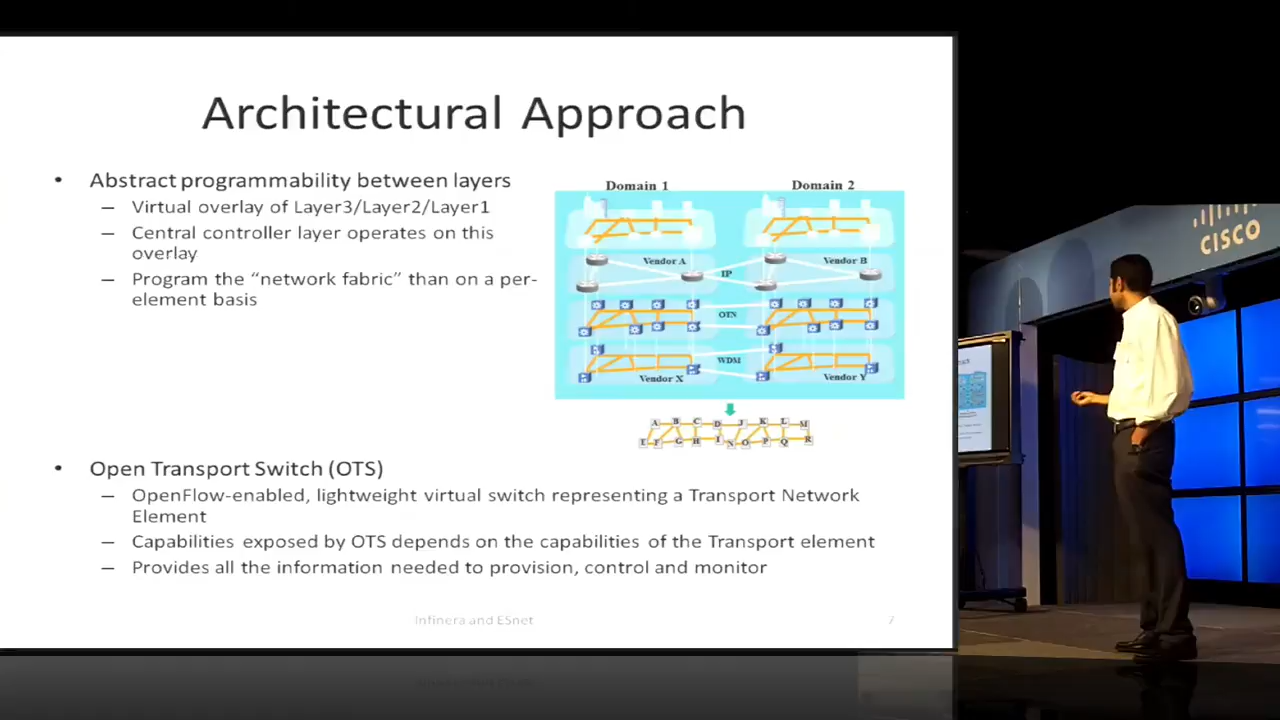 Architectural Approach
• Abstract programmability between layers
– Virtual overlay of Layer3/Layer2/Layer1
– Central controller layer operates on this
overlay
– Program the “network fabric” than on a per-
element basis
Domain 1
Domain 2
Vendor A
IP
Vendor B
OTN
WDM
Vendor X
Vendor Y
A B C D J K L M
E F G H I N O P Q R
• Open Transport Switch (OTS)
– OpenFlow-enabled, lightweight virtual switch representing a Transport Network
Element
– Capabilities exposed by OTS depends on the capabilities of the Transport element
– Provides all the information needed to provision, control and monitor
Infinera and ESnet
7
CISCO